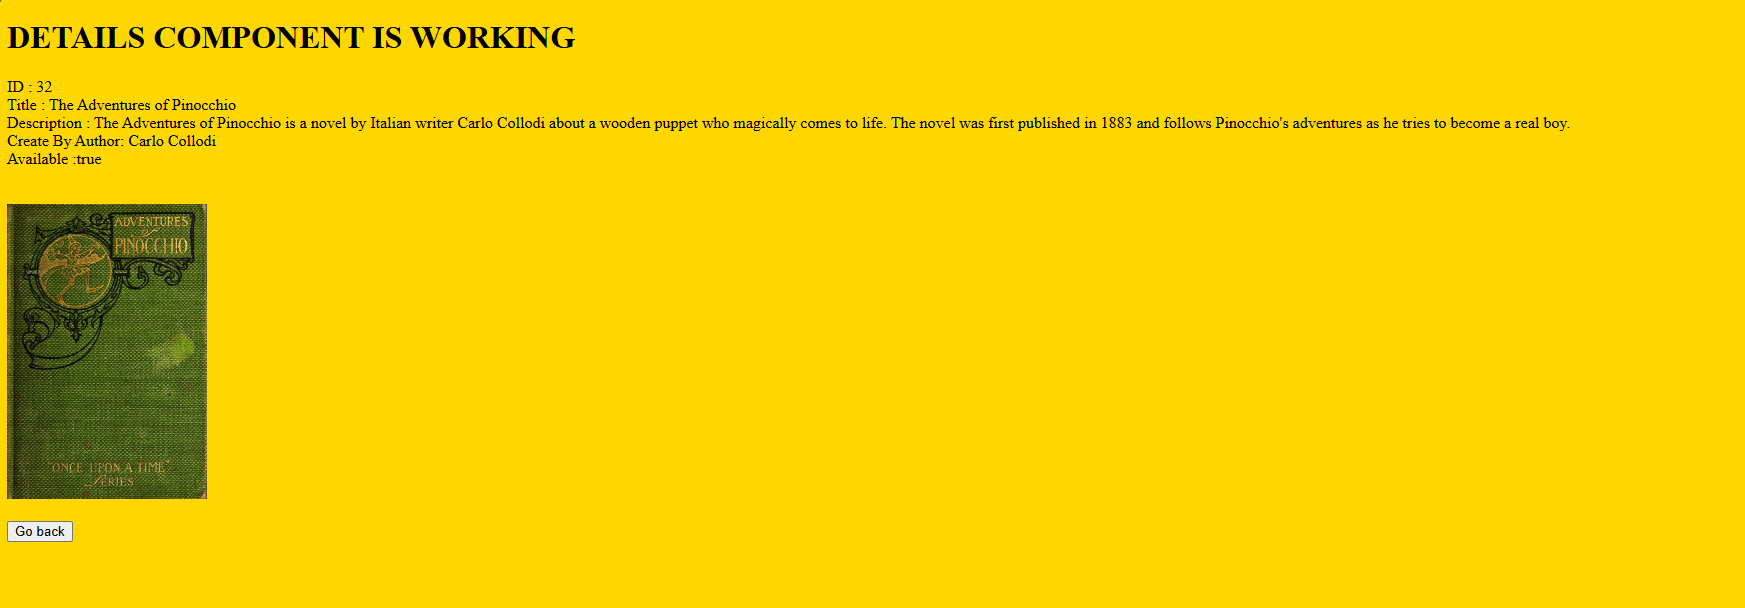 DETAILS COMPONENT IS WORKING
ID : 32
Title : The Adventures of Pinocchio
Description : The Adventures of Pinocchio is a novel by Italian writer Carlo Collodi about a wooden puppet who magically comes to life. The novel was first published in 1883 and follows Pinocchio's adventures as he tries to become a real boy.
Create By Author: Carlo Collodi
Available :true
ADVENTURES
of
PINOCCHIO
"ONCE UPON A TIME"
SERIES
Go back